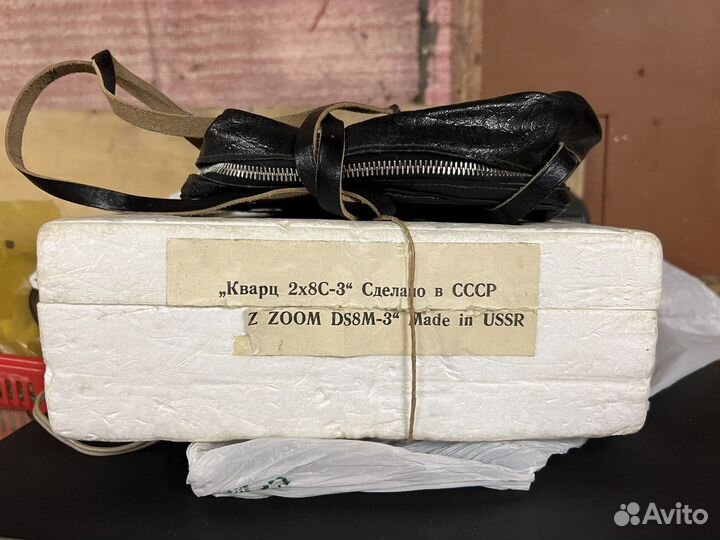 „Кварц 2х8С-3“ Сделано в СССР
Z ZOOM DS8M-3“ Made in USSR
Avito